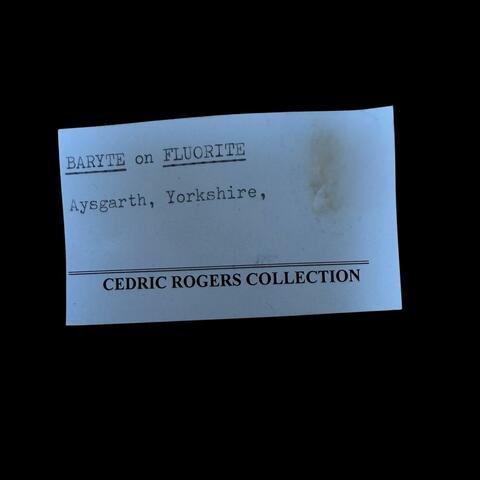 BARYTE on FLUORITE
Aysgarth, Yorkshire,
CEDRIC ROGERS COLLECTION